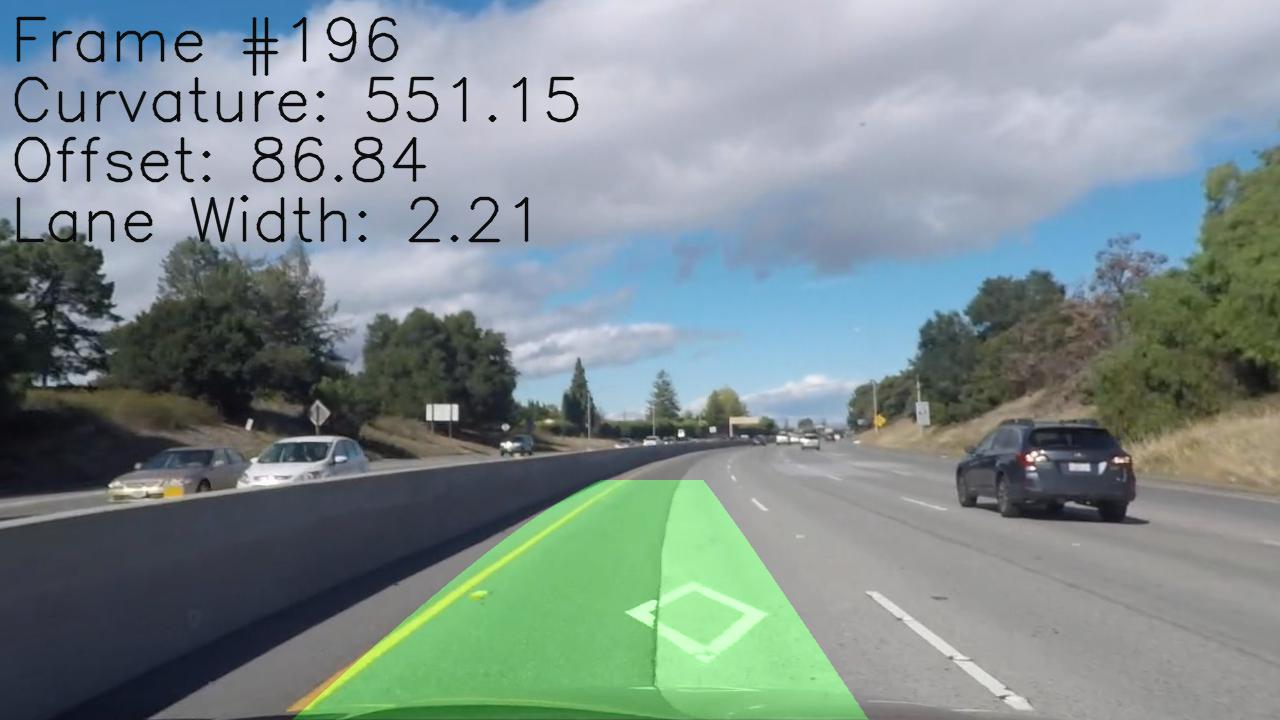 Frame #196
Curvature: 551.15
Offset: 86.84
Lane Width: 2.21